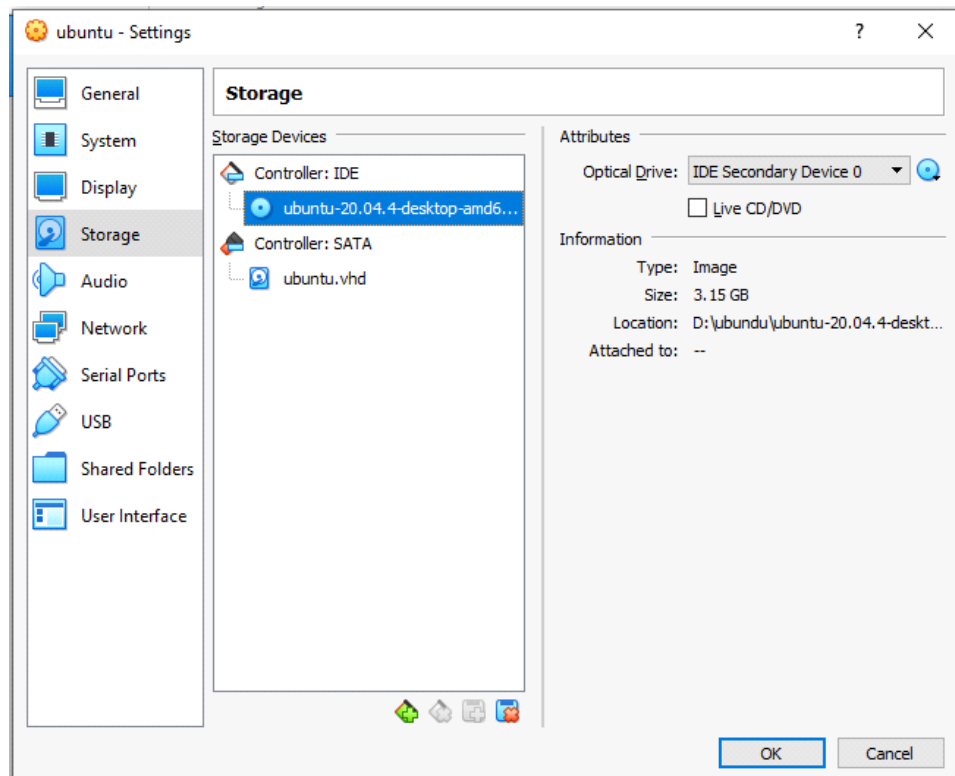 ubuntu - Settings
?
General
System
Display
Storage
Audio
Network
Serial Ports
USB
Shared Folders
User Interface
Storage
Storage Devices
Controller: IDE
ubuntu-20.04.4-desktop-amd6...
Controller: SATA
ubuntu.vhd
Attributes
Optical Drive: IDE Secondary Device 0
Live CD/DVD
Information
Type: Image
Size: 3.15 GB
Location: D:\ubundu\ubuntu-20.04.4-deskt...
Attached to: --
OK
Cancel